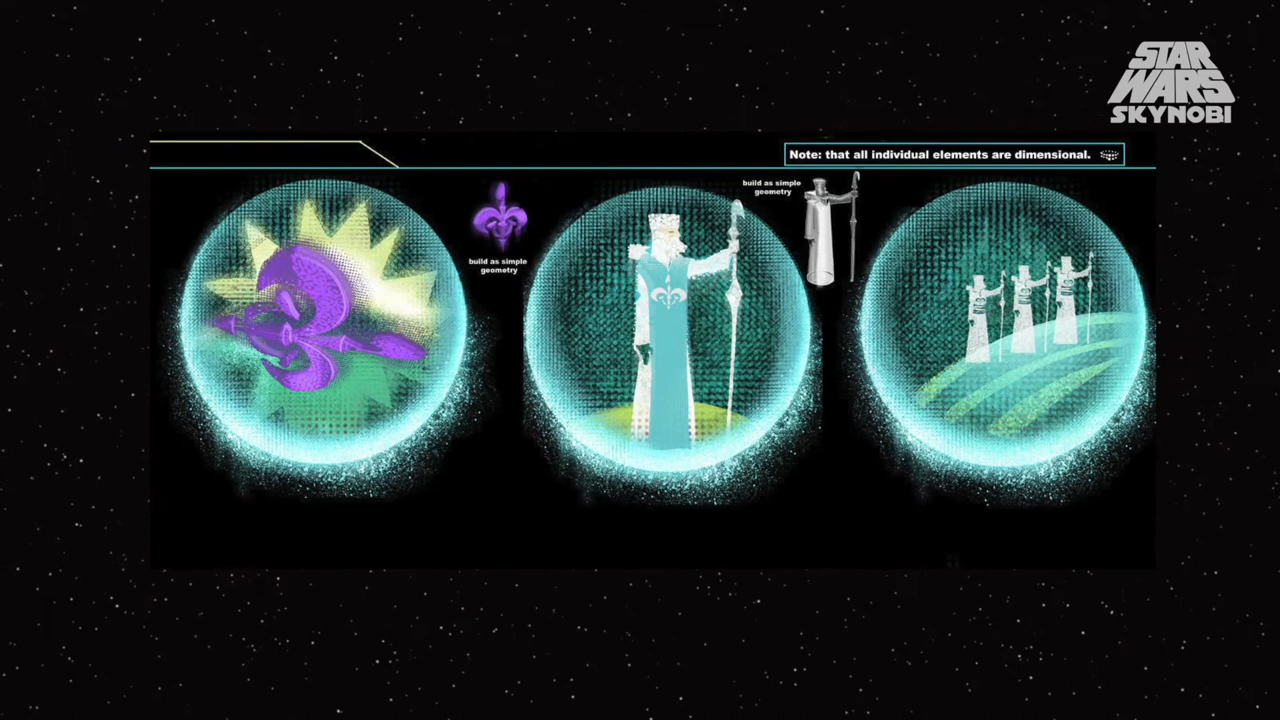 STAR
WARS
SKYNOBI
Note: that all individual elements are dimensional.
build as simple
geometry
build as simple
geometry